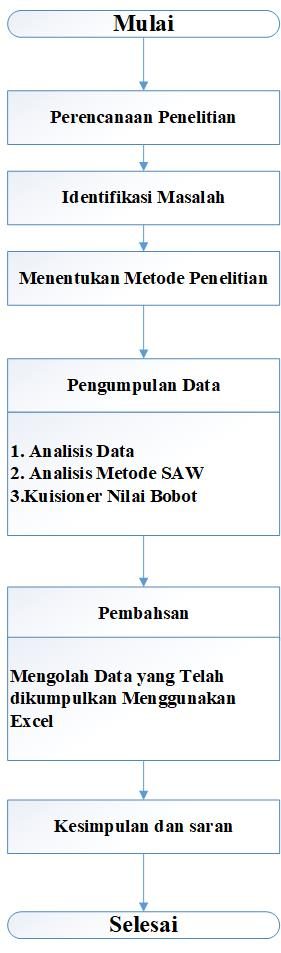 Mulai
Perencanaan Penelitian
Identifikasi Masalah
Menentukan Metode Penelitian
Pengumpulan Data
1. Analisis Data
2. Analisis Metode SAW
3.Kuisioner Nilai Bobot
Pembahsan
Mengolah Data yang Telah
dikumpulkan Menggunakan
Excel
Kesimpulan dan saran
Selesai